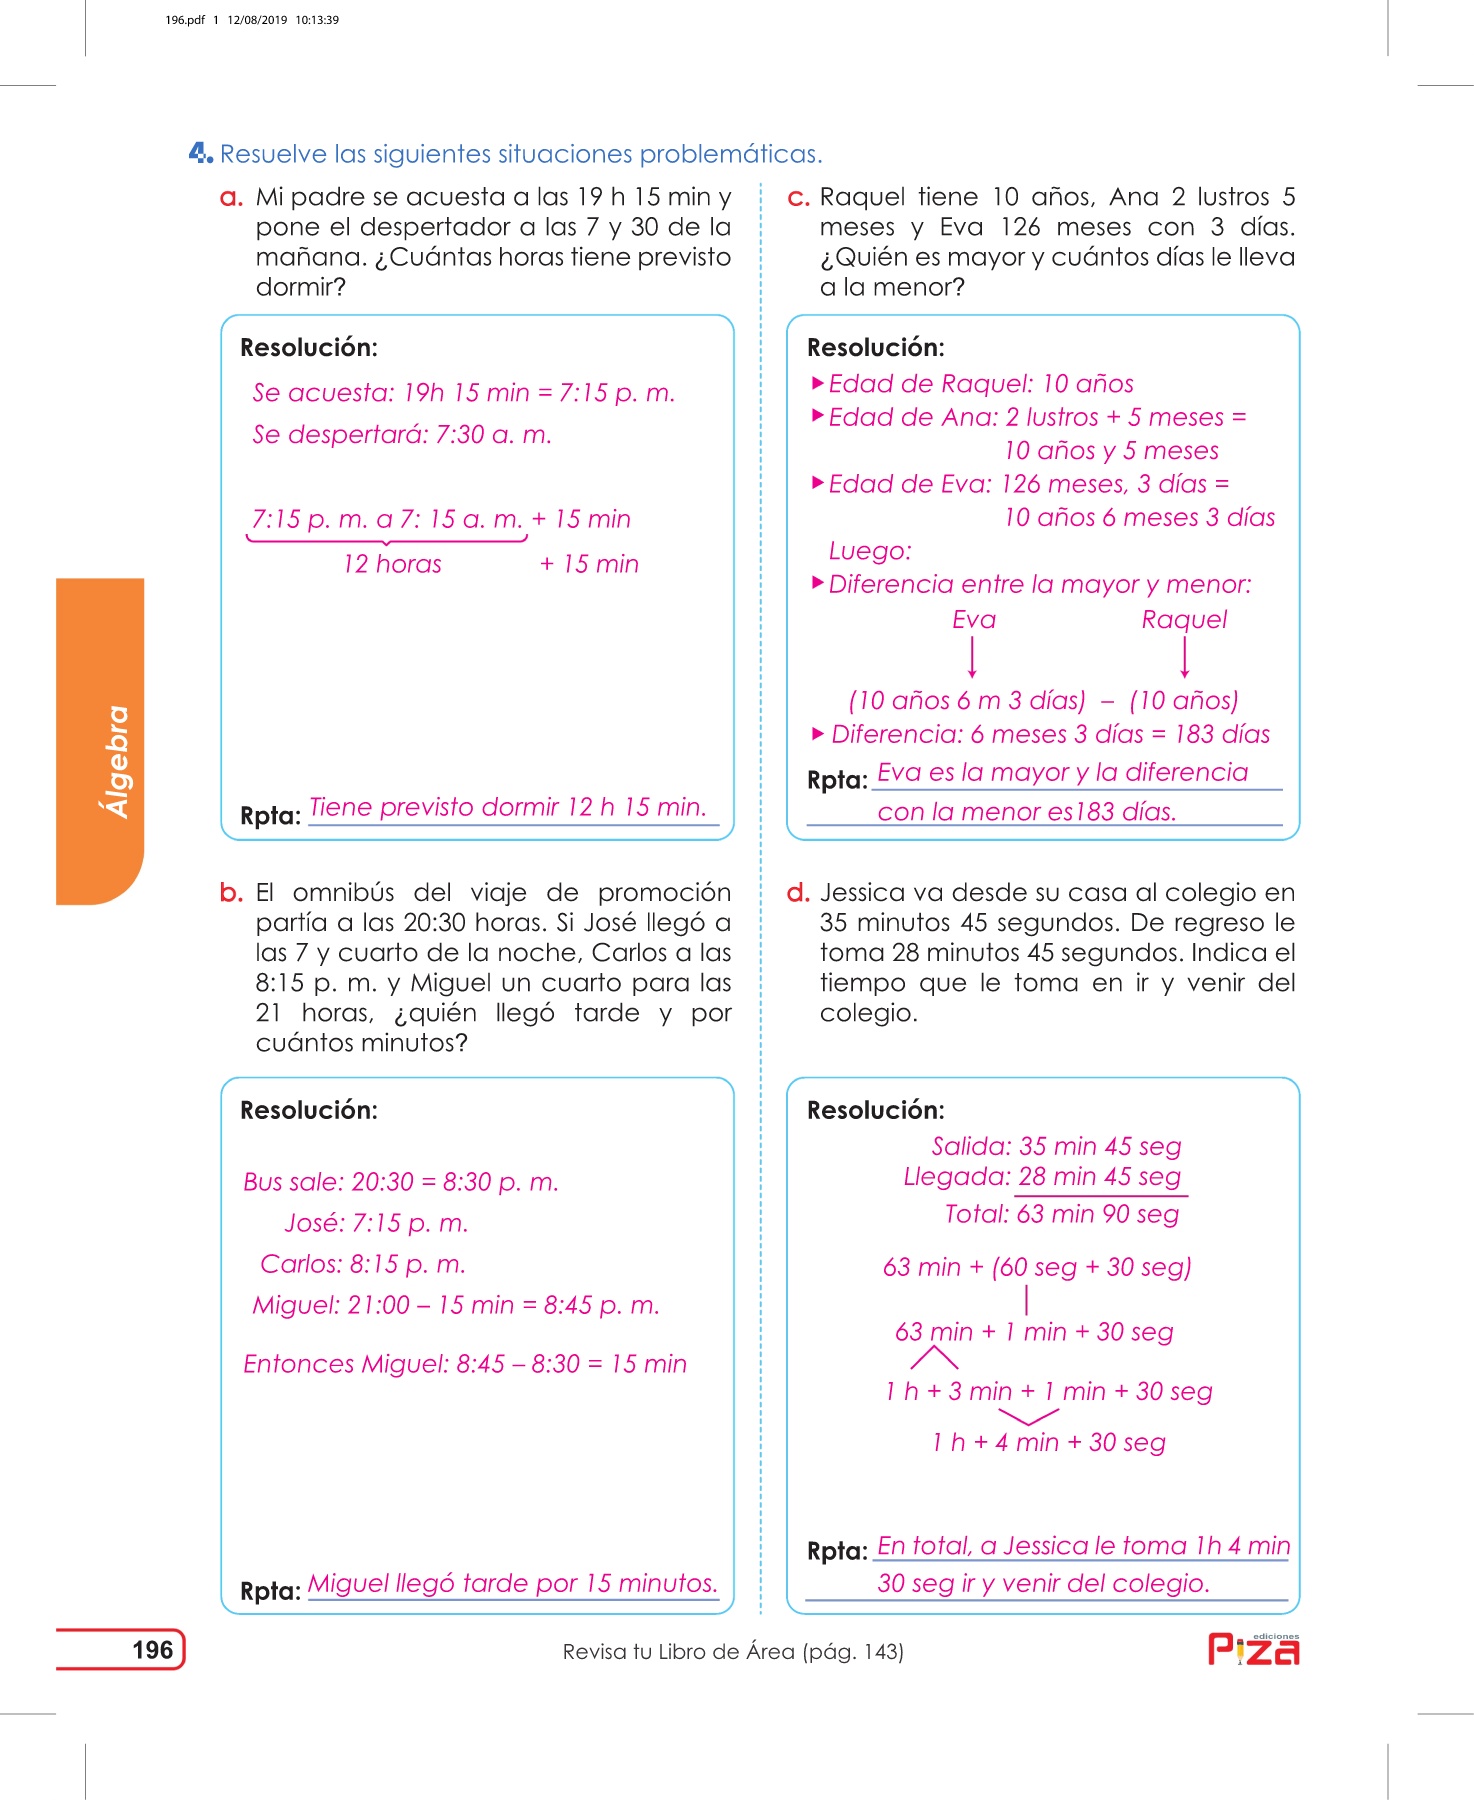 196.pdf 1 12/08/2019 10:13:39
4. Resuelve las siguientes situaciones problemáticas.
a. Mi padre se acuesta a las 19 h 15 min y
pone el despertador a las 7 y 30 de la
mañana. ¿Cuántas horas tiene previsto
dormir?
Resolución:
Se acuesta: 19h 15 min = 7:15 p. m.
Se despertará: 7:30 a. m.
7:15 p. m. a 7: 15 a. m. + 15 min
12 horas + 15 min
Rpta: Tiene previsto dormir 12 h 15 min.
b. El omnibús del viaje de promoción
partía a las 20:30 horas. Si José llegó a
las 7 y cuarto de la noche, Carlos a las
8:15 p. m. y Miguel un cuarto para las
21 horas, ¿quién llegó tarde y por
cuántos minutos?
Resolución:
Bus sale: 20:30 = 8:30 p. m.
José: 7:15 p. m.
Carlos: 8:15 p. m.
Miguel: 21:00 – 15 min = 8:45 p. m.
Entonces Miguel: 8:45 – 8:30 = 15 min
Rpta: Miguel llegó tarde por 15 minutos.
c. Raquel tiene 10 años, Ana 2 lustros 5
meses y Eva 126 meses con 3 días.
¿Quién es mayor y cuántos días le lleva
a la menor?
Resolución:
▶Edad de Raquel: 10 años
▶Edad de Ana: 2 lustros + 5 meses =
10 años y 5 meses
▶Edad de Eva: 126 meses, 3 días =
10 años 6 meses 3 días
Luego:
▶Diferencia entre la mayor y menor:
Eva Raquel
(10 años 6 m 3 días) – (10 años)
▶ Diferencia: 6 meses 3 días = 183 días
Rpta: Eva es la mayor y la diferencia
con la menor es183 días.
d. Jessica va desde su casa al colegio en
35 minutos 45 segundos. De regreso le
toma 28 minutos 45 segundos. Indica el
tiempo que le toma en ir y venir del
colegio.
Resolución:
Salida: 35 min 45 seg
Llegada: 28 min 45 seg
Total: 63 min 90 seg
63 min + (60 seg + 30 seg)
63 min + 1 min + 30 seg
1 h + 3 min + 1 min + 30 seg
1 h + 4 min + 30 seg
Rpta: En total, a Jessica le toma 1h 4 min
30 seg ir y venir del colegio.
Álgebra
196
Revisa tu Libro de Área (pág. 143)
ediciones
Piza